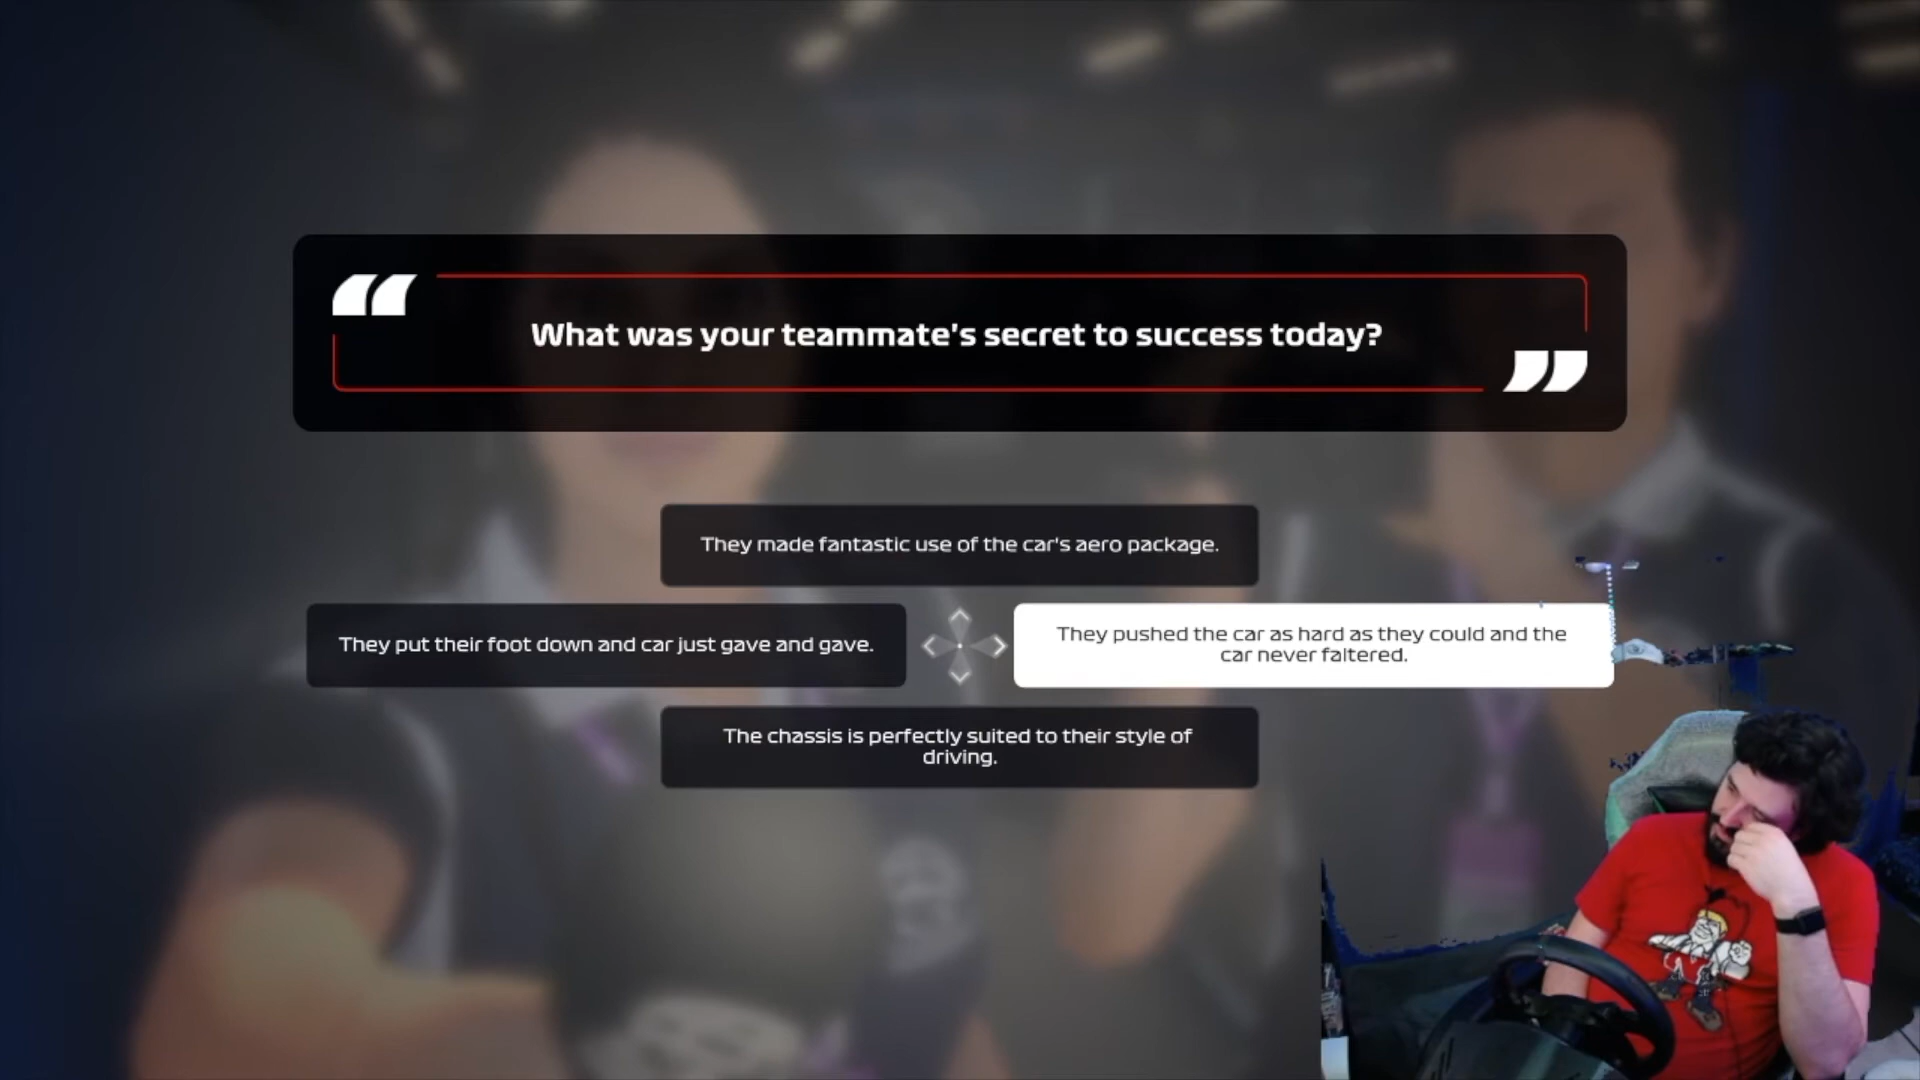 What was your teammate's secret to success today?
They made fantastic use of the car's aero package.
They put their foot down and car just gave and gave.
They pushed the car as hard as they could and the
car never faltered.
The chassis is perfectly suited to their style of
driving.